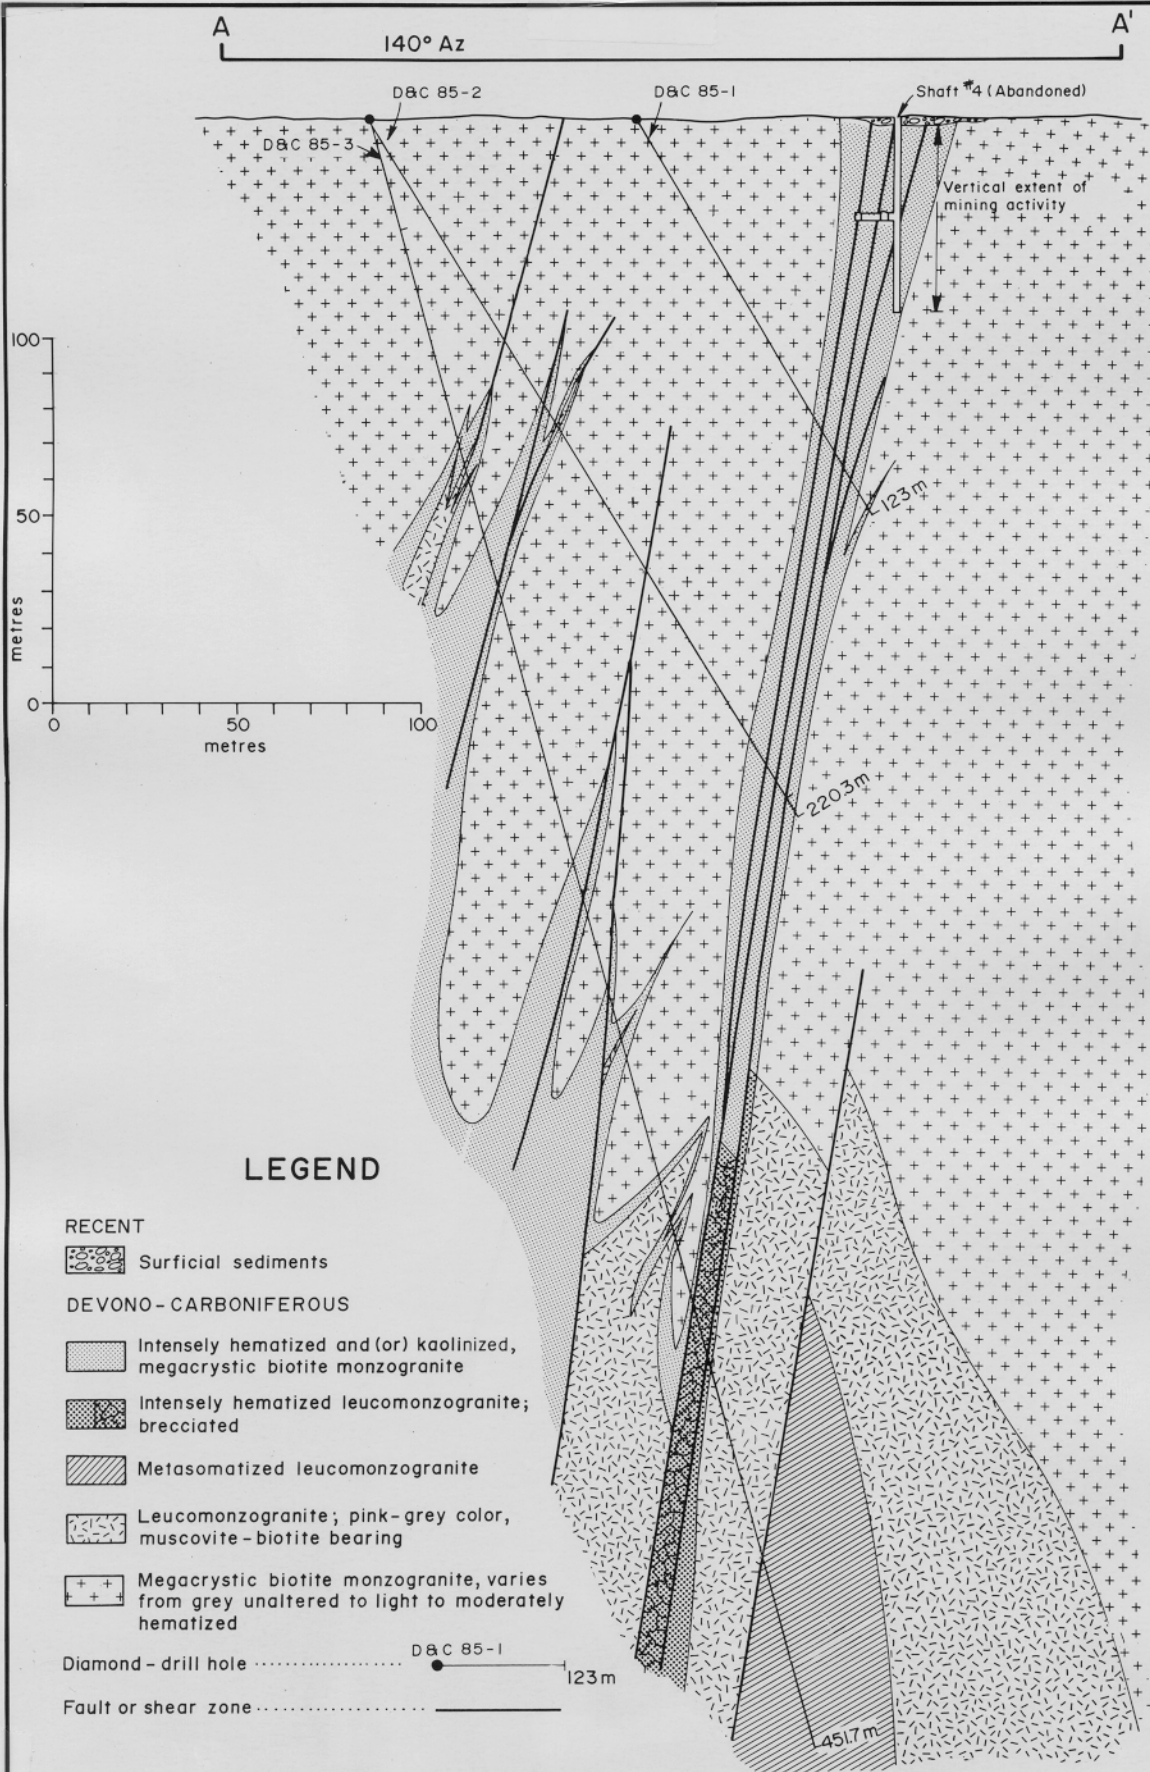 A
A'
140° Az
D&C 85-2
D&C 85-1
Shaft #4 (Abandoned)
D&C 85-3
Vertical extent of
mining activity
100
50
0
metres
0
50
100
metres
123m
220.3m
451.7m
LEGEND
RECENT
Surficial sediments
DEVONO-CARBONIFEROUS
Intensely hematized and (or) kaolinized,
megacrystic biotite monzogranite
Intensely hematized leucomonzogranite;
brecciated
Metasomatized leucomonzogranite
Leucomonzogranite; pink-grey color,
muscovite-biotite bearing
Megacrystic biotite monzogranite, varies
from grey unaltered to light to moderately
hematized
D&C 85-1
Diamond-drill hole
123m
Fault or shear zone